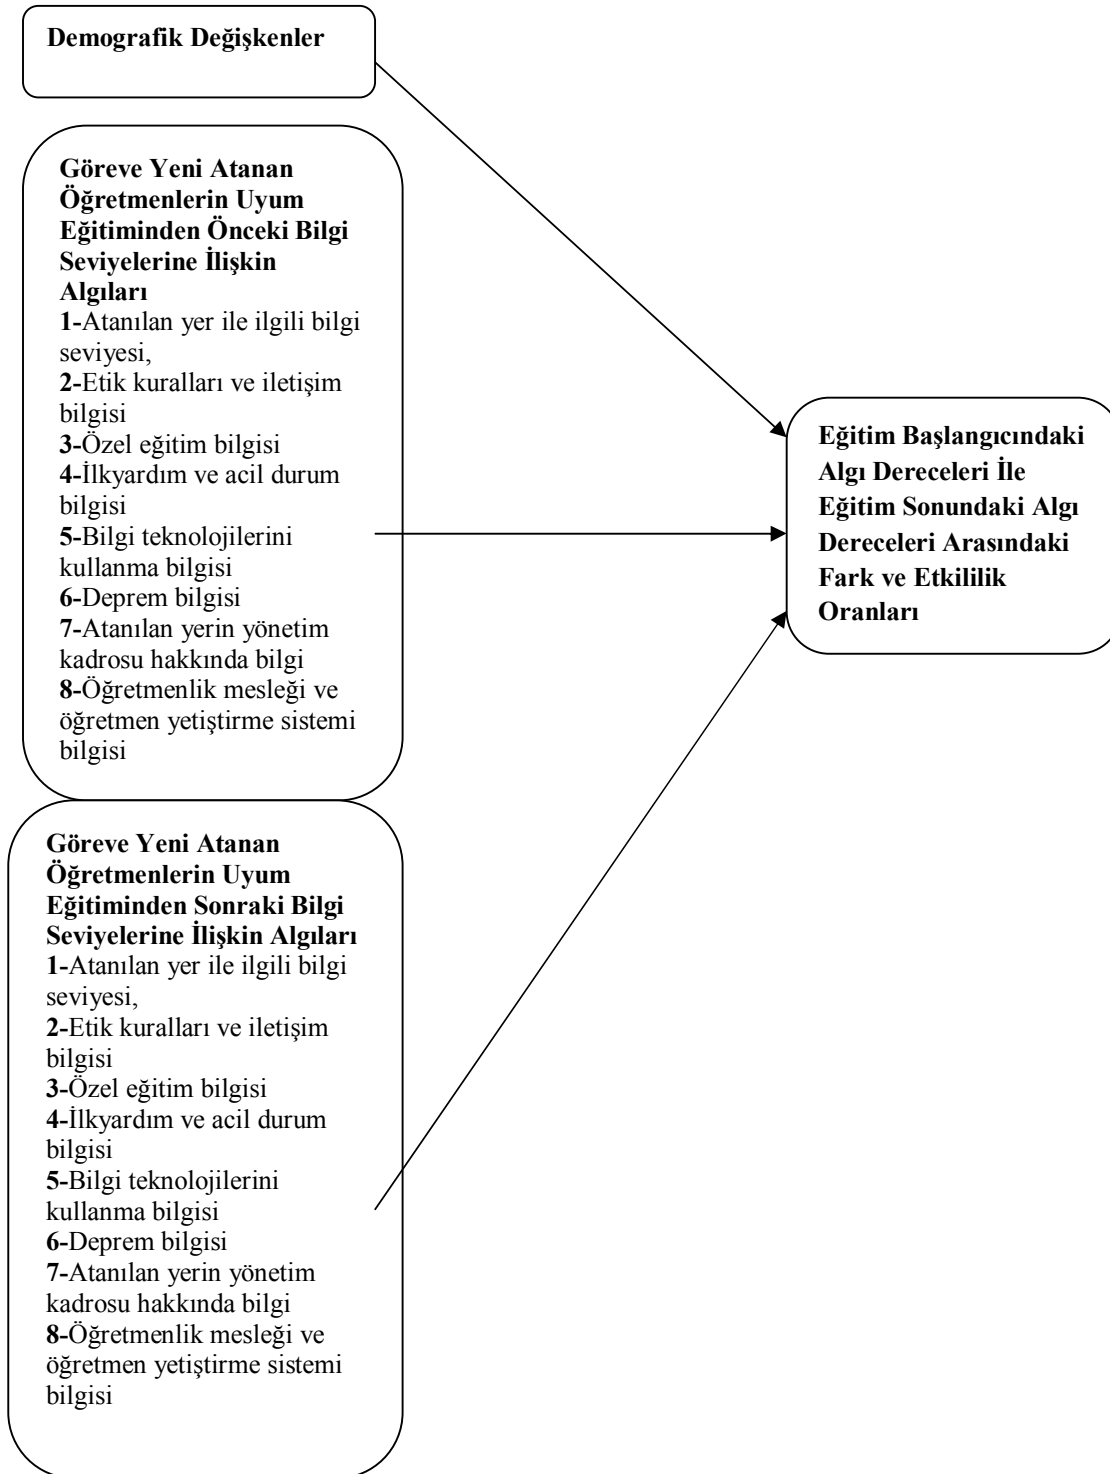 Demografik Değişkenler
Göreve Yeni Atanan
Öğretmenlerin Uyum
Eğitiminden Önceki Bilgi
Seviyelerine İlişkin
Algıları
1-Atanılan yer ile ilgili bilgi
seviyesi,
2-Etik kuralları ve iletişim
bilgisi
3-Özel eğitim bilgisi
4-İlkyardım ve acil durum
bilgisi
5-Bilgi teknolojilerini
kullanma bilgisi
6-Deprem bilgisi
7-Atanılan yerin yönetim
kadrosu hakkında bilgi
8-Öğretmenlik mesleği ve
öğretmen yetiştirme sistemi
bilgisi
Eğitim Başlangıcındaki
Algı Dereceleri İle
Eğitim Sonundaki Algı
Dereceleri Arasındaki
Fark ve Etkililik
Oranları
Göreve Yeni Atanan
Öğretmenlerin Uyum
Eğitiminden Sonraki Bilgi
Seviyelerine İlişkin Algıları
1-Atanılan yer ile ilgili bilgi
seviyesi,
2-Etik kuralları ve iletişim
bilgisi
3-Özel eğitim bilgisi
4-İlkyardım ve acil durum
bilgisi
5-Bilgi teknolojilerini
kullanma bilgisi
6-Deprem bilgisi
7-Atanılan yerin yönetim
kadrosu hakkında bilgi
8-Öğretmenlik mesleği ve
öğretmen yetiştirme sistemi
bilgisi